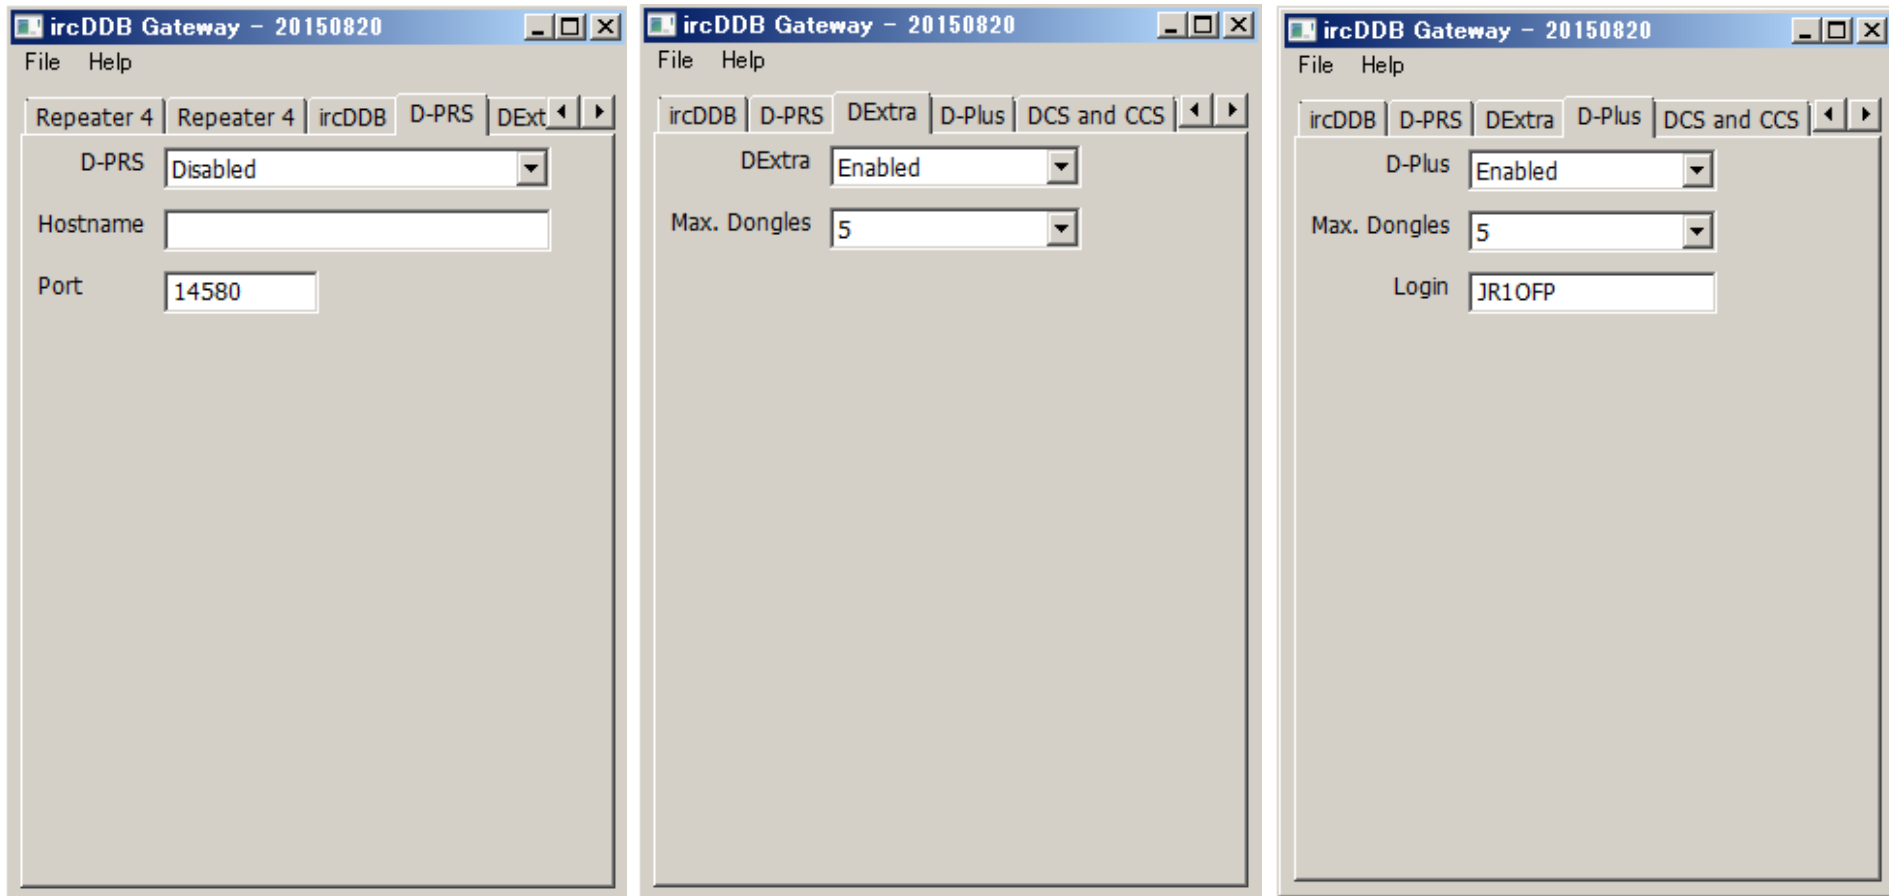 ircDDB Gateway - 20150820
File Help
Repeater 4 Repeater 4 ircDDB D-PRS DExt
D-PRS Disabled
Hostname
Port 14580
ircDDB Gateway - 20150820
File Help
ircDDB D-PRS DExtra D-Plus DCS and CCS
DExtra Enabled
Max. Dongles 5
ircDDB Gateway - 20150820
File Help
ircDDB D-PRS DExtra D-Plus DCS and CCS
D-Plus Enabled
Max. Dongles 5
Login JR1OFP